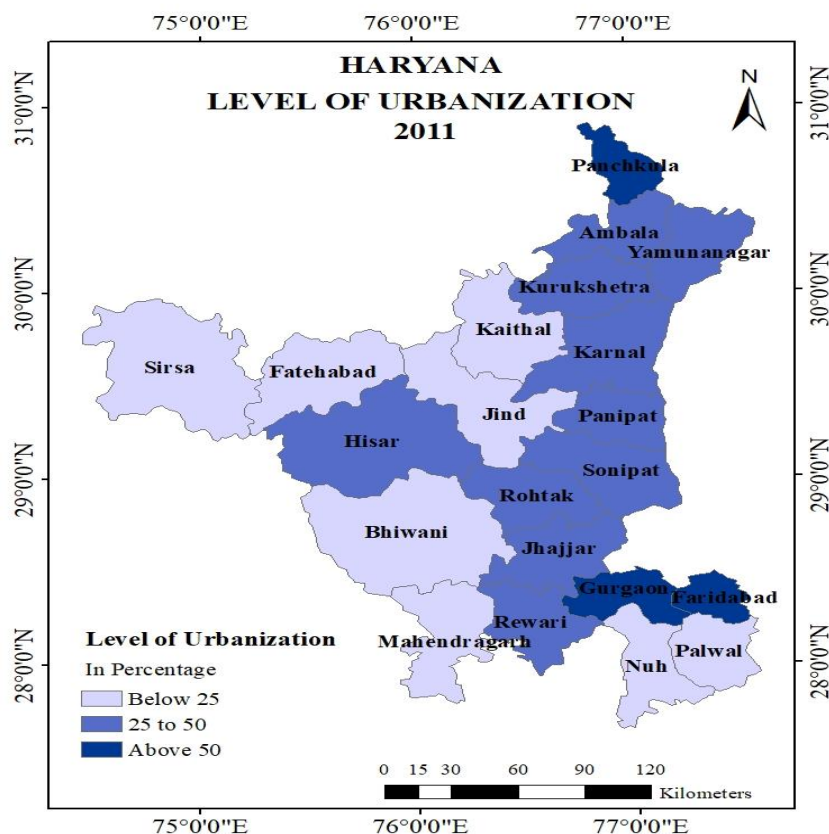 75°0'0"E 76°0'0"E 77°0'0"E
HARYANA
LEVEL OF URBANIZATION
2011
N
31°0'0"N
31°0'0"N
Panchkula
Ambala
Yamunanagar
30°0'0"N
30°0'0"N
Kurukshetra
Kaithal
Karnal
Sirsa
Fatehabad
Jind
Panipat
Hisar
Sonipat
29°0'0"N
29°0'0"N
Rohtak
Bhiwani
Jhajjar
Gurgaon
Faridabad
Rewari
Mahendragarh
Palwal
Nuh
28°0'0"N
28°0'0"N
Level of Urbanization
In Percentage
Below 25
25 to 50
Above 50
0 15 30 60 90 120
Kilometers
75°0'0"E 76°0'0"E 77°0'0"E